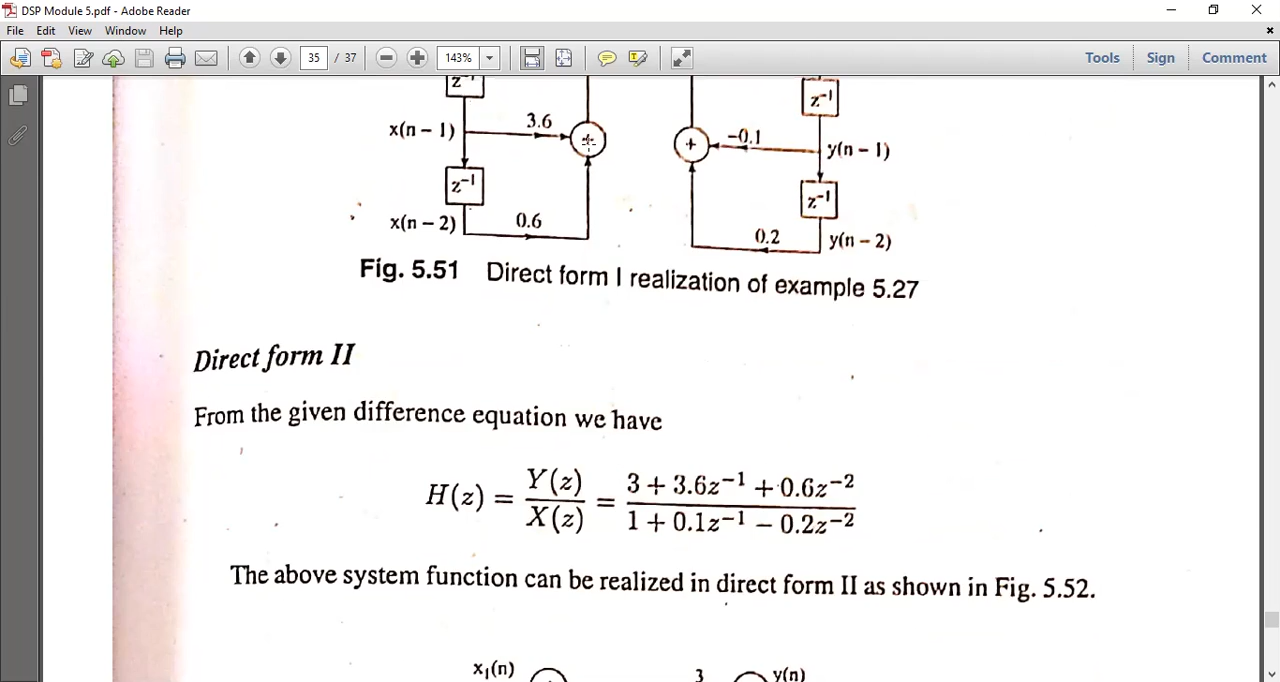 DSP Module 5.pdf - Adobe Reader
File Edit View Window Help
35 / 37 143% Tools Sign Comment
z⁻¹ z⁻¹
x(n − 1) 3.6 + + −0.1 y(n − 1)
z⁻¹ z⁻¹
x(n − 2) 0.6 0.2 y(n − 2)
Fig. 5.51 Direct form I realization of example 5.27
Direct form II
From the given difference equation we have
H(z) = Y(z)/X(z) = (3 + 3.6z⁻¹ + 0.6z⁻²)/(1 + 0.1z⁻¹ − 0.2z⁻²)
The above system function can be realized in direct form II as shown in Fig. 5.52.
x₁(n) 3 y(n)